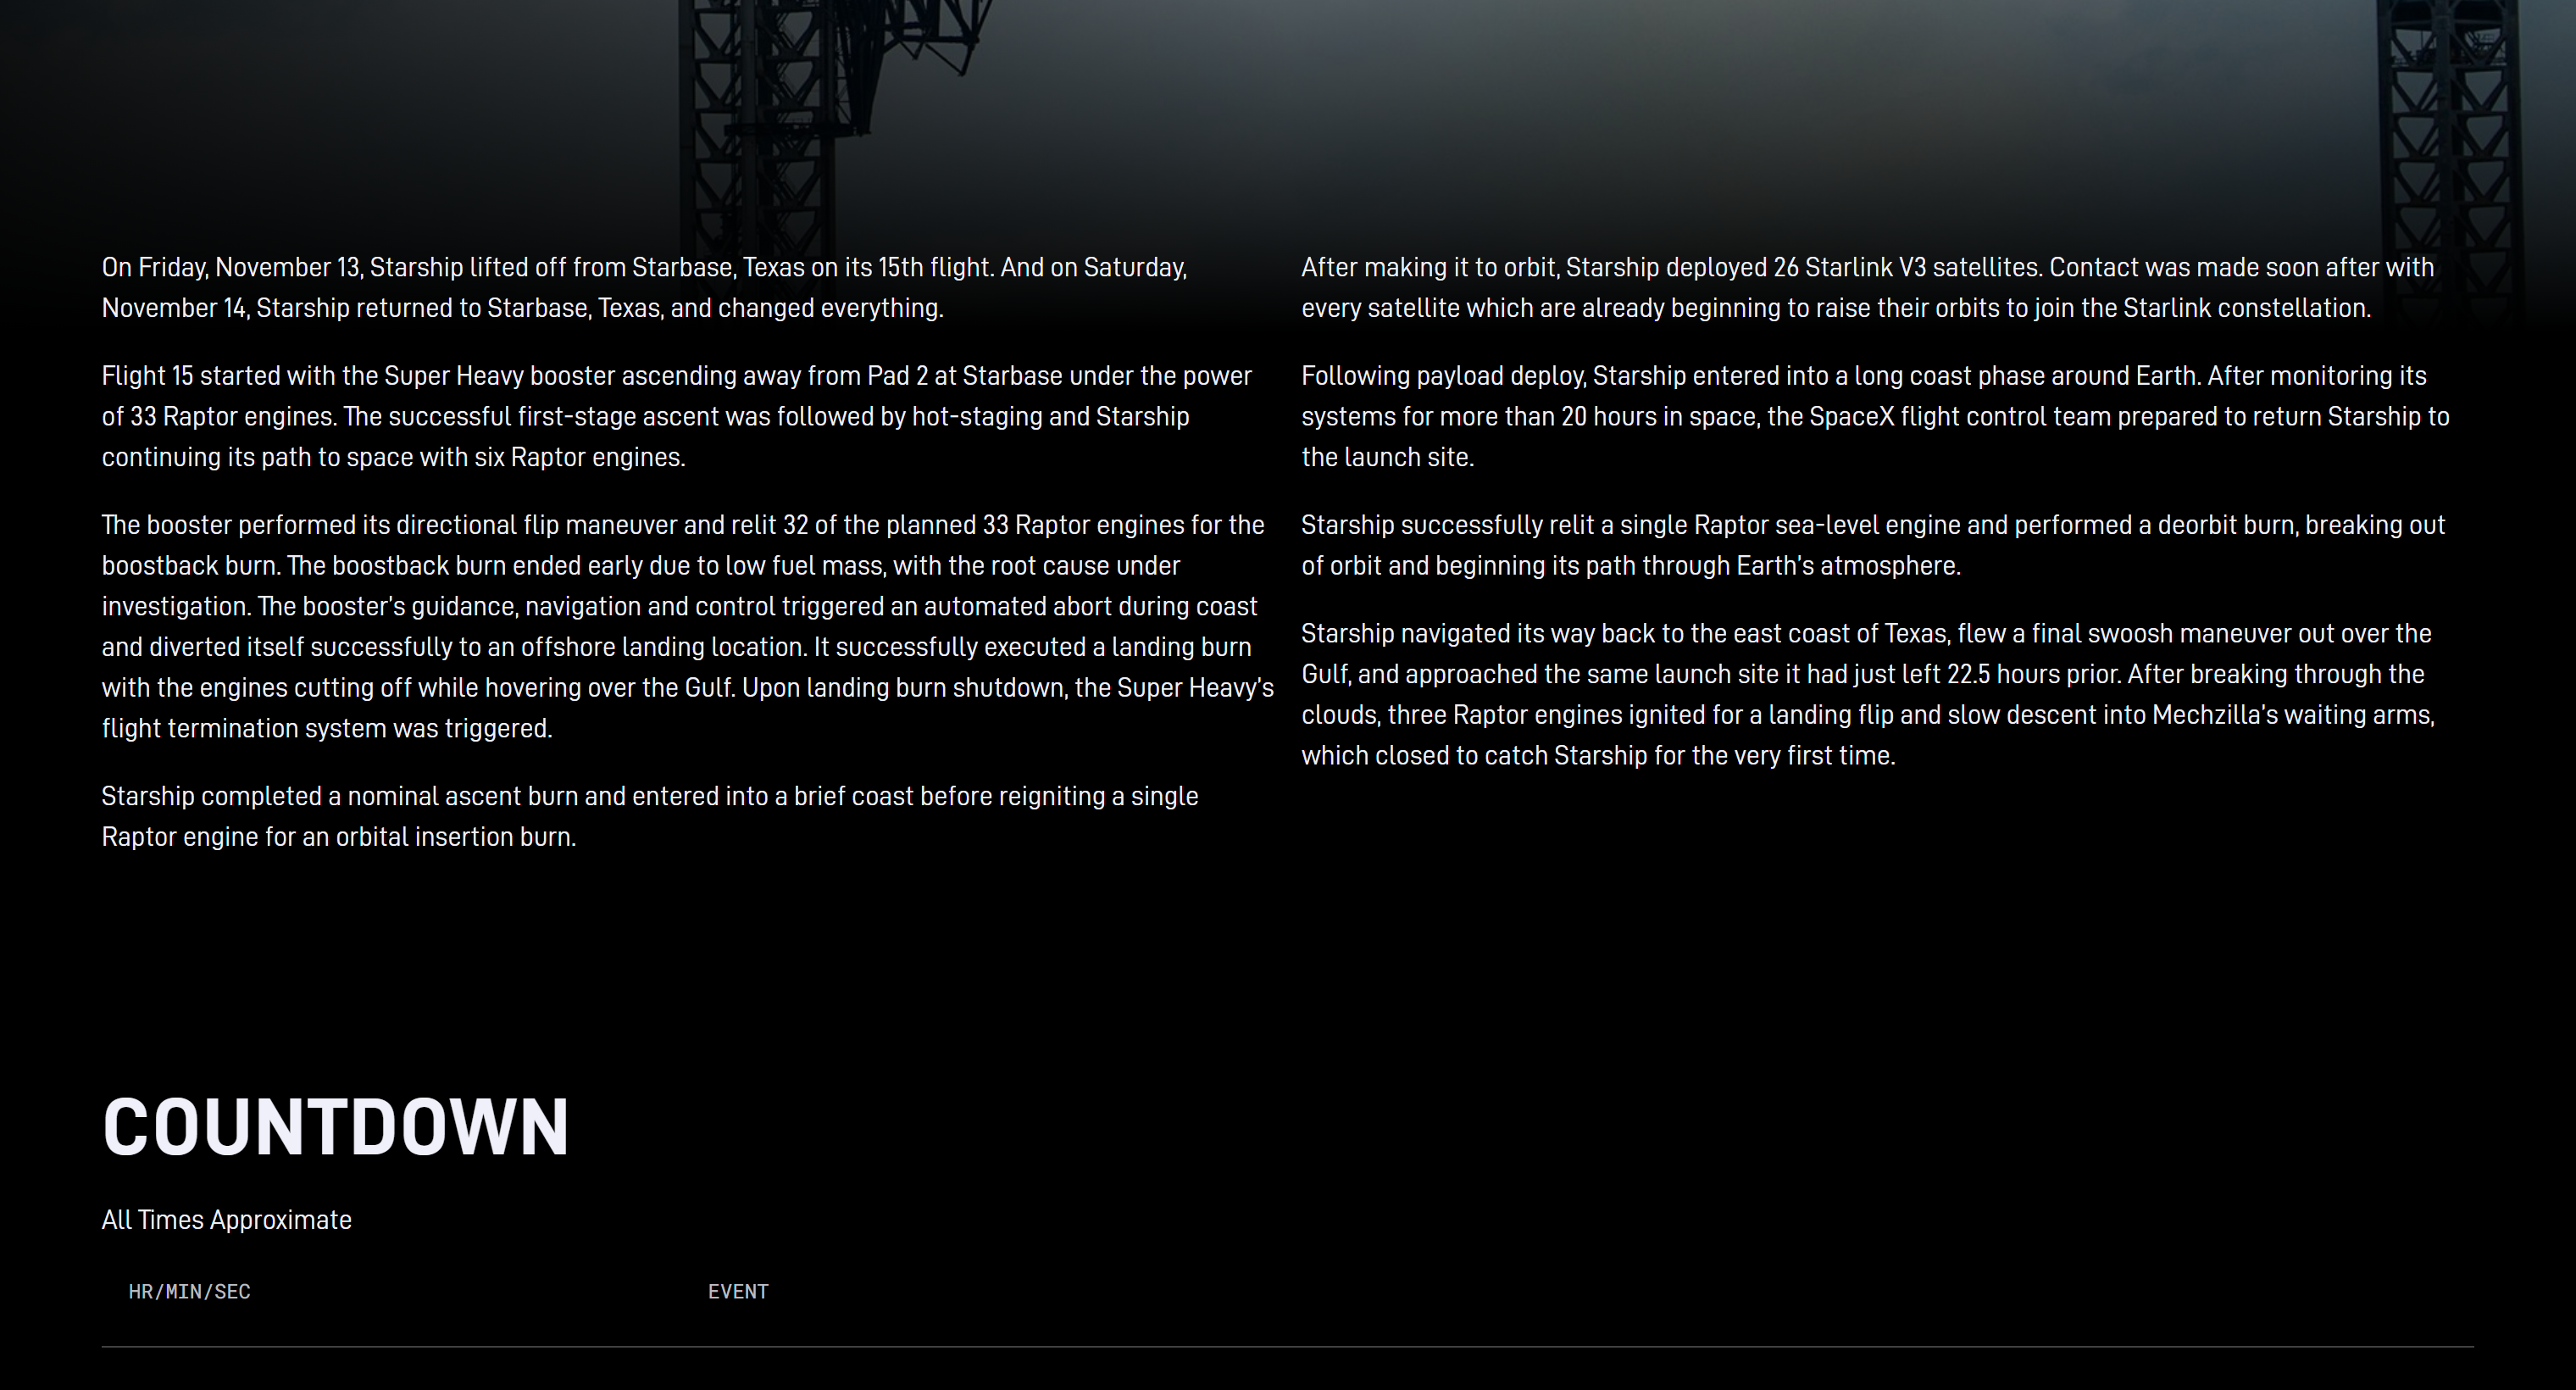 On Friday, November 13, Starship lifted off from Starbase, Texas on its 15th flight. And on Saturday,
November 14, Starship returned to Starbase, Texas, and changed everything.
Flight 15 started with the Super Heavy booster ascending away from Pad 2 at Starbase under the power
of 33 Raptor engines. The successful first-stage ascent was followed by hot-staging and Starship
continuing its path to space with six Raptor engines.
The booster performed its directional flip maneuver and relit 32 of the planned 33 Raptor engines for the
boostback burn. The boostback burn ended early due to low fuel mass, with the root cause under
investigation. The booster's guidance, navigation and control triggered an automated abort during coast
and diverted itself successfully to an offshore landing location. It successfully executed a landing burn
with the engines cutting off while hovering over the Gulf. Upon landing burn shutdown, the Super Heavy's
flight termination system was triggered.
Starship completed a nominal ascent burn and entered into a brief coast before reigniting a single
Raptor engine for an orbital insertion burn.
After making it to orbit, Starship deployed 26 Starlink V3 satellites. Contact was made soon after with
every satellite which are already beginning to raise their orbits to join the Starlink constellation.
Following payload deploy, Starship entered into a long coast phase around Earth. After monitoring its
systems for more than 20 hours in space, the SpaceX flight control team prepared to return Starship to
the launch site.
Starship successfully relit a single Raptor sea-level engine and performed a deorbit burn, breaking out
of orbit and beginning its path through Earth's atmosphere.
Starship navigated its way back to the east coast of Texas, flew a final swoosh maneuver out over the
Gulf, and approached the same launch site it had just left 22.5 hours prior. After breaking through the
clouds, three Raptor engines ignited for a landing flip and slow descent into Mechzilla's waiting arms,
which closed to catch Starship for the very first time.
COUNTDOWN
All Times Approximate
HR/MIN/SEC
EVENT